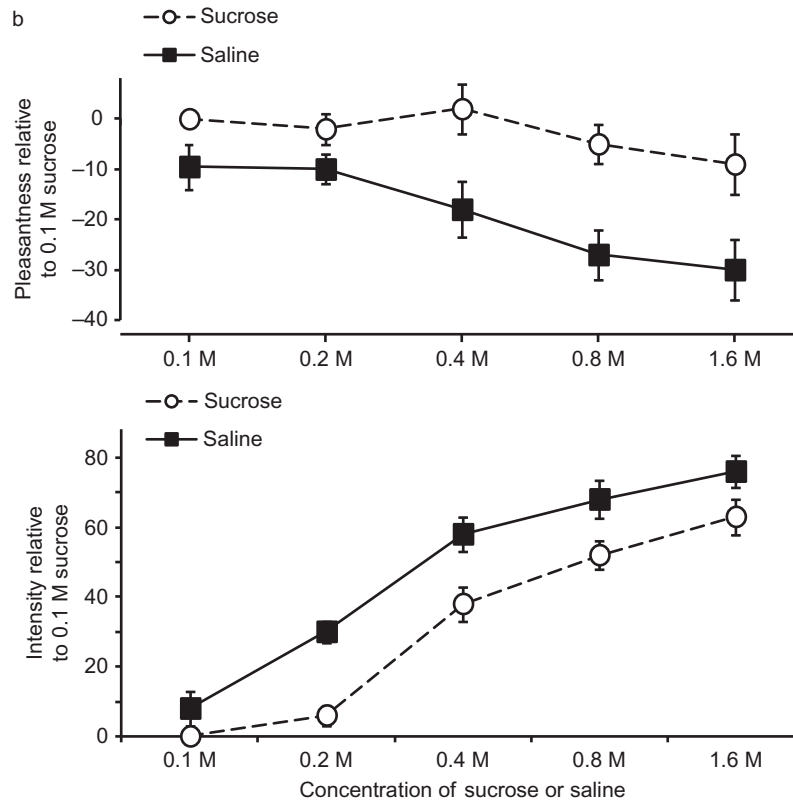 b
Sucrose
Saline
Pleasantness relative
to 0.1 M sucrose
0
–10
–20
–30
–40
0.1 M 0.2 M 0.4 M 0.8 M 1.6 M
Sucrose
Saline
Intensity relative
to 0.1 M sucrose
80
60
40
20
0
0.1 M 0.2 M 0.4 M 0.8 M 1.6 M
Concentration of sucrose or saline